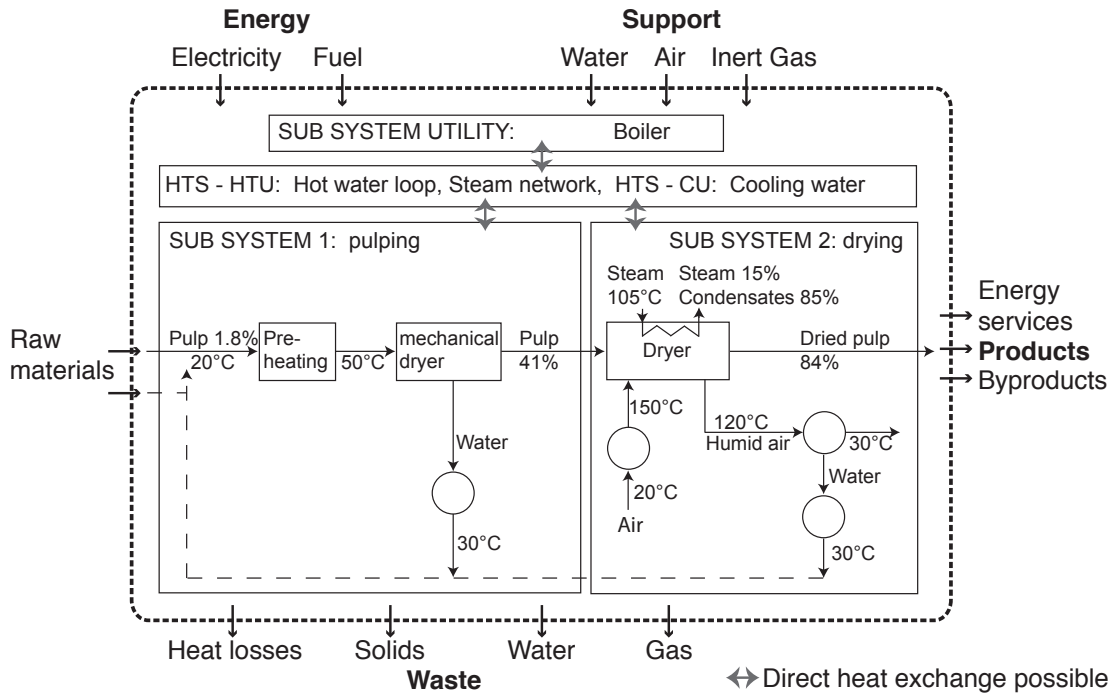 Energy
Support
Electricity Fuel
Water Air Inert Gas
SUB SYSTEM UTILITY: Boiler
HTS - HTU: Hot water loop, Steam network, HTS - CU: Cooling water
SUB SYSTEM 1: pulping
SUB SYSTEM 2: drying
Raw
materials
Pulp 1.8%
20°C
Pre-
heating
50°C
mechanical
dryer
Pulp
41%
Water
30°C
Steam
105°C
Steam 15%
Condensates 85%
Dryer
Dried pulp
84%
150°C
20°C
Air
120°C
Humid air
30°C
Water
30°C
Energy
services
Products
Byproducts
Heat losses Solids Water Gas
Waste
Direct heat exchange possible